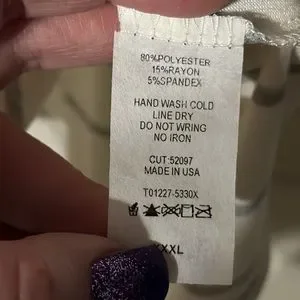 80%POLYESTER
15%RAYON
5%SPANDEX
HAND WASH COLD
LINE DRY
DO NOT WRING
NO IRON
CUT:52097
MADE IN USA
T01227-5330X
XXXL